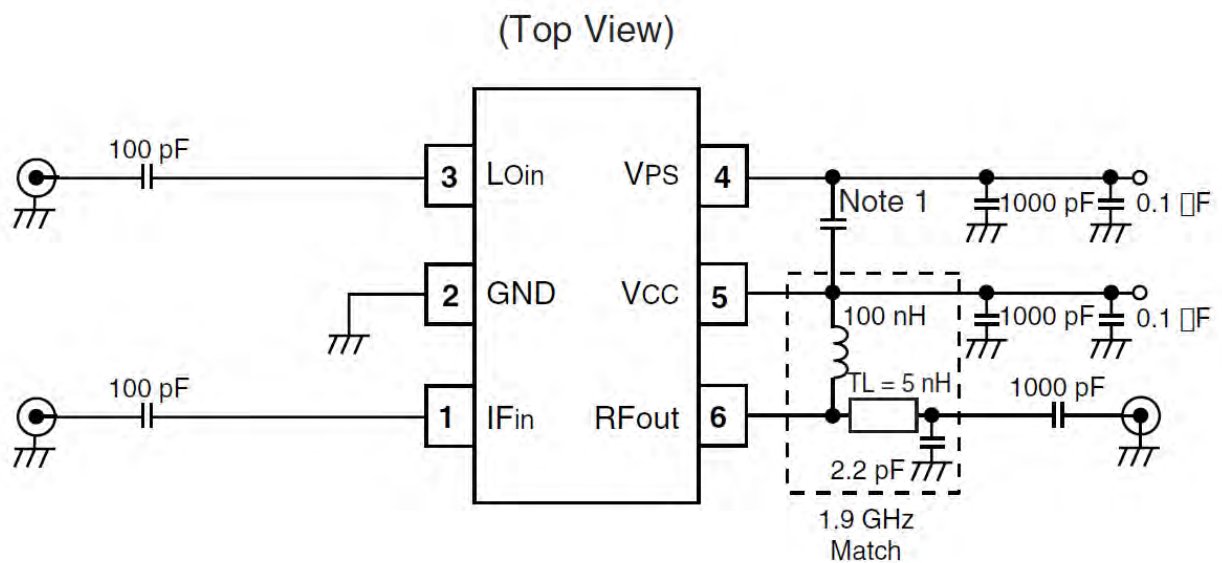 (Top View)
100 pF
3 LOin VPS 4
Note 1
1000 pF
0.1 □F
2 GND VCC 5
100 nH
1000 pF
0.1 □F
100 pF
1 IFin RFout 6
TL = 5 nH
1000 pF
2.2 pF
1.9 GHz
Match